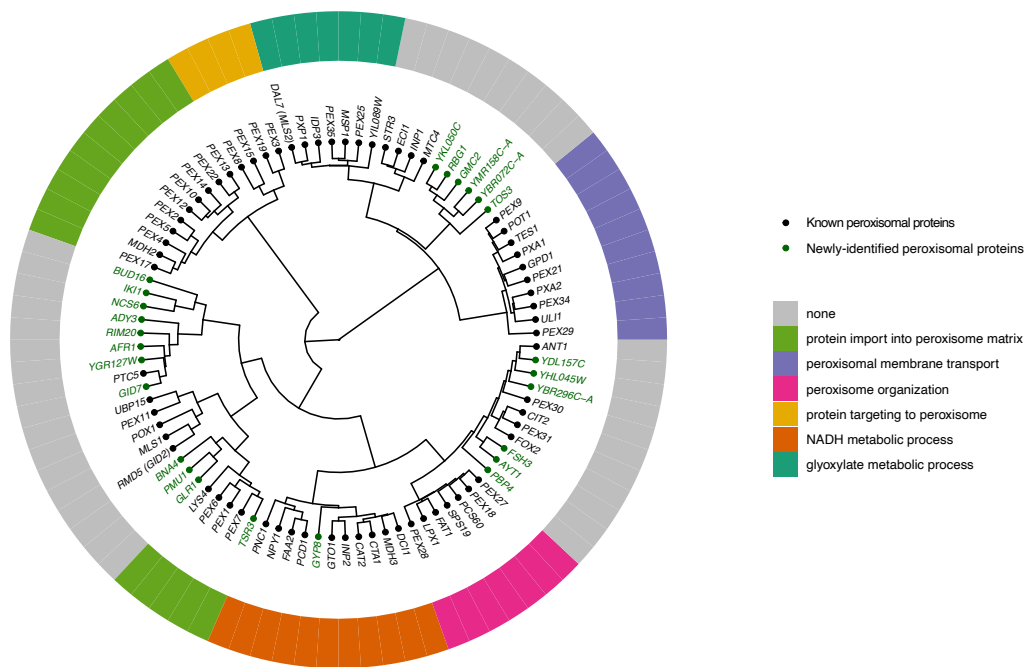 DAL7 (MLS2)
PXP1
IDP3
PEX35
MSP1
PEX25
YIL089W
STR3
ECI1
INP1
MTC4
YKL050C
RBG1
GMC2
YMR158C-A
YBR072C-A
TOS3
PEX9
POT1
TES1
PXA1
GPD1
PEX21
PXA2
PEX34
ULI1
PEX29
ANT1
YDL157C
YHL045W
YBR296C-A
PEX30
CIT2
PEX31
FOX2
FSH3
AYT1
PBP4
PEX27
PEX18
PCS60
SPS19
FAT1
LPX1
PEX28
DCI1
MDH3
CTA1
CAT2
INP2
GTO1
GYP8
PCD1
FAA2
NPY1
PNC1
TSR3
PEX7
PEX1
PEX6
LYS4
GLR1
PMU1
BNA4
RMD5 (GID2)
MLS1
POX1
PEX11
UBP15
GID7
PTC5
YGR127W
AFR1
RIM20
ADY3
NCS6
IKI1
BUD16
PEX17
MDH2
PEX4
PEX5
PEX2
PEX12
PEX10
PEX14
PEX22
PEX13
PEX8
PEX15
PEX19
PEX3
Known peroxisomal proteins
Newly-identified peroxisomal proteins
none
protein import into peroxisome matrix
peroxisomal membrane transport
peroxisome organization
protein targeting to peroxisome
NADH metabolic process
glyoxylate metabolic process